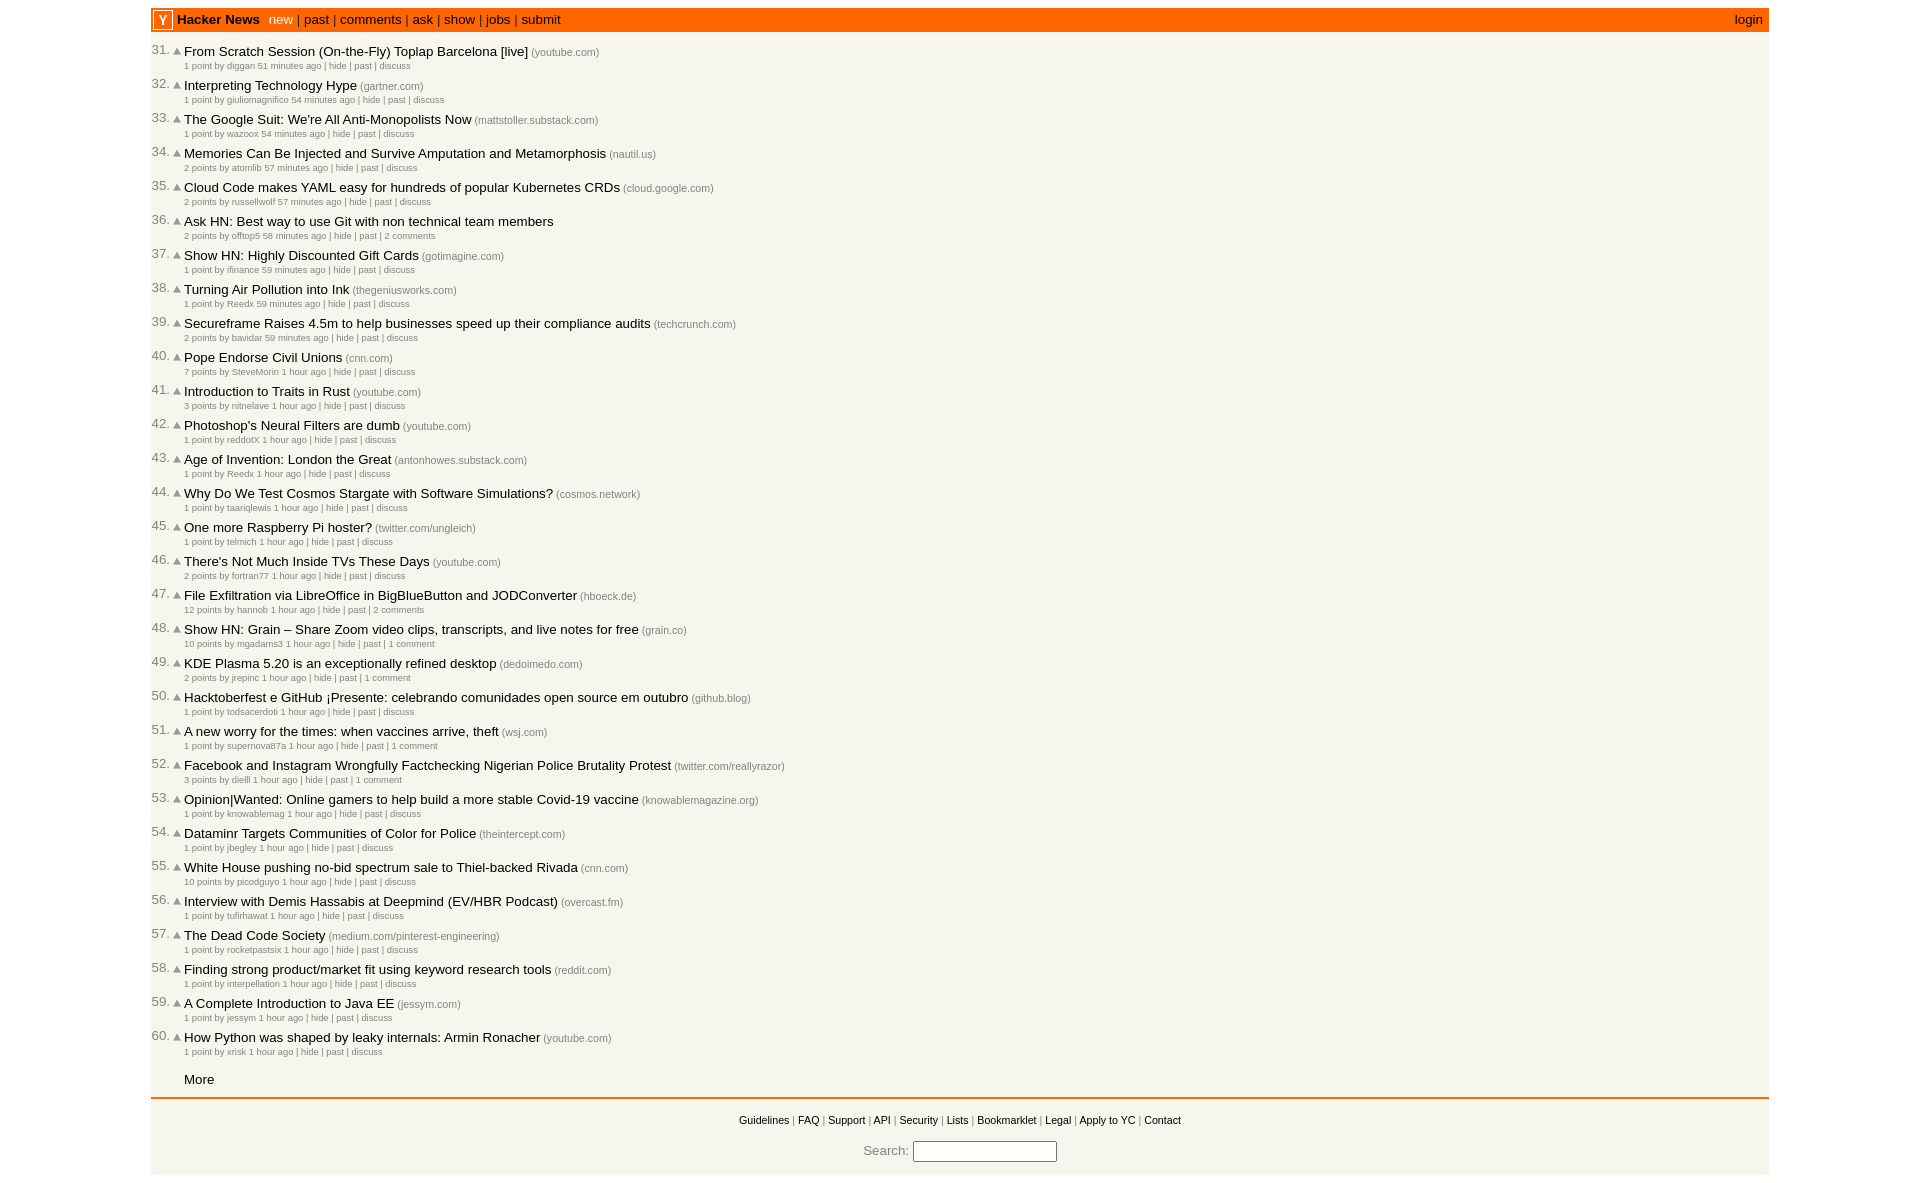 Y Hacker News new | past | comments | ask | show | jobs | submit login
31. From Scratch Session (On-the-Fly) Toplap Barcelona [live] (youtube.com)
1 point by diggan 51 minutes ago | hide | past | discuss
32. Interpreting Technology Hype (gartner.com)
1 point by giuliomagnifico 54 minutes ago | hide | past | discuss
33. The Google Suit: We're All Anti-Monopolists Now (mattstoller.substack.com)
1 point by wazoox 54 minutes ago | hide | past | discuss
34. Memories Can Be Injected and Survive Amputation and Metamorphosis (nautil.us)
2 points by atomlib 57 minutes ago | hide | past | discuss
35. Cloud Code makes YAML easy for hundreds of popular Kubernetes CRDs (cloud.google.com)
2 points by russellwolf 57 minutes ago | hide | past | discuss
36. Ask HN: Best way to use Git with non technical team members
2 points by offtop5 58 minutes ago | hide | past | 2 comments
37. Show HN: Highly Discounted Gift Cards (gotimagine.com)
1 point by ifinance 59 minutes ago | hide | past | discuss
38. Turning Air Pollution into Ink (thegeniusworks.com)
1 point by Reedx 59 minutes ago | hide | past | discuss
39. Secureframe Raises 4.5m to help businesses speed up their compliance audits (techcrunch.com)
2 points by bavidar 59 minutes ago | hide | past | discuss
40. Pope Endorse Civil Unions (cnn.com)
7 points by SteveMorin 1 hour ago | hide | past | discuss
41. Introduction to Traits in Rust (youtube.com)
3 points by nitnelave 1 hour ago | hide | past | discuss
42. Photoshop's Neural Filters are dumb (youtube.com)
1 point by reddotX 1 hour ago | hide | past | discuss
43. Age of Invention: London the Great (antonhowes.substack.com)
1 point by Reedx 1 hour ago | hide | past | discuss
44. Why Do We Test Cosmos Stargate with Software Simulations? (cosmos.network)
1 point by taariqlewis 1 hour ago | hide | past | discuss
45. One more Raspberry Pi hoster? (twitter.com/ungleich)
1 point by telmich 1 hour ago | hide | past | discuss
46. There's Not Much Inside TVs These Days (youtube.com)
2 points by fortran77 1 hour ago | hide | past | discuss
47. File Exfiltration via LibreOffice in BigBlueButton and JODConverter (hboeck.de)
12 points by hannob 1 hour ago | hide | past | 2 comments
48. Show HN: Grain – Share Zoom video clips, transcripts, and live notes for free (grain.co)
10 points by mgadams3 1 hour ago | hide | past | 1 comment
49. KDE Plasma 5.20 is an exceptionally refined desktop (dedoimedo.com)
2 points by jrepinc 1 hour ago | hide | past | 1 comment
50. Hacktoberfest e GitHub ¡Presente: celebrando comunidades open source em outubro (github.blog)
1 point by todsacerdoti 1 hour ago | hide | past | discuss
51. A new worry for the times: when vaccines arrive, theft (wsj.com)
1 point by supernova87a 1 hour ago | hide | past | 1 comment
52. Facebook and Instagram Wrongfully Factchecking Nigerian Police Brutality Protest (twitter.com/reallyrazor)
3 points by dielll 1 hour ago | hide | past | 1 comment
53. Opinion|Wanted: Online gamers to help build a more stable Covid-19 vaccine (knowablemagazine.org)
1 point by knowablemag 1 hour ago | hide | past | discuss
54. Dataminr Targets Communities of Color for Police (theintercept.com)
1 point by jbegley 1 hour ago | hide | past | discuss
55. White House pushing no-bid spectrum sale to Thiel-backed Rivada (cnn.com)
10 points by picodguyo 1 hour ago | hide | past | discuss
56. Interview with Demis Hassabis at Deepmind (EV/HBR Podcast) (overcast.fm)
1 point by tufirhawat 1 hour ago | hide | past | discuss
57. The Dead Code Society (medium.com/pinterest-engineering)
1 point by rocketpastsix 1 hour ago | hide | past | discuss
58. Finding strong product/market fit using keyword research tools (reddit.com)
1 point by interpellation 1 hour ago | hide | past | discuss
59. A Complete Introduction to Java EE (jessym.com)
1 point by jessym 1 hour ago | hide | past | discuss
60. How Python was shaped by leaky internals: Armin Ronacher (youtube.com)
1 point by xrisk 1 hour ago | hide | past | discuss
More
Guidelines | FAQ | Support | API | Security | Lists | Bookmarklet | Legal | Apply to YC | Contact
Search: